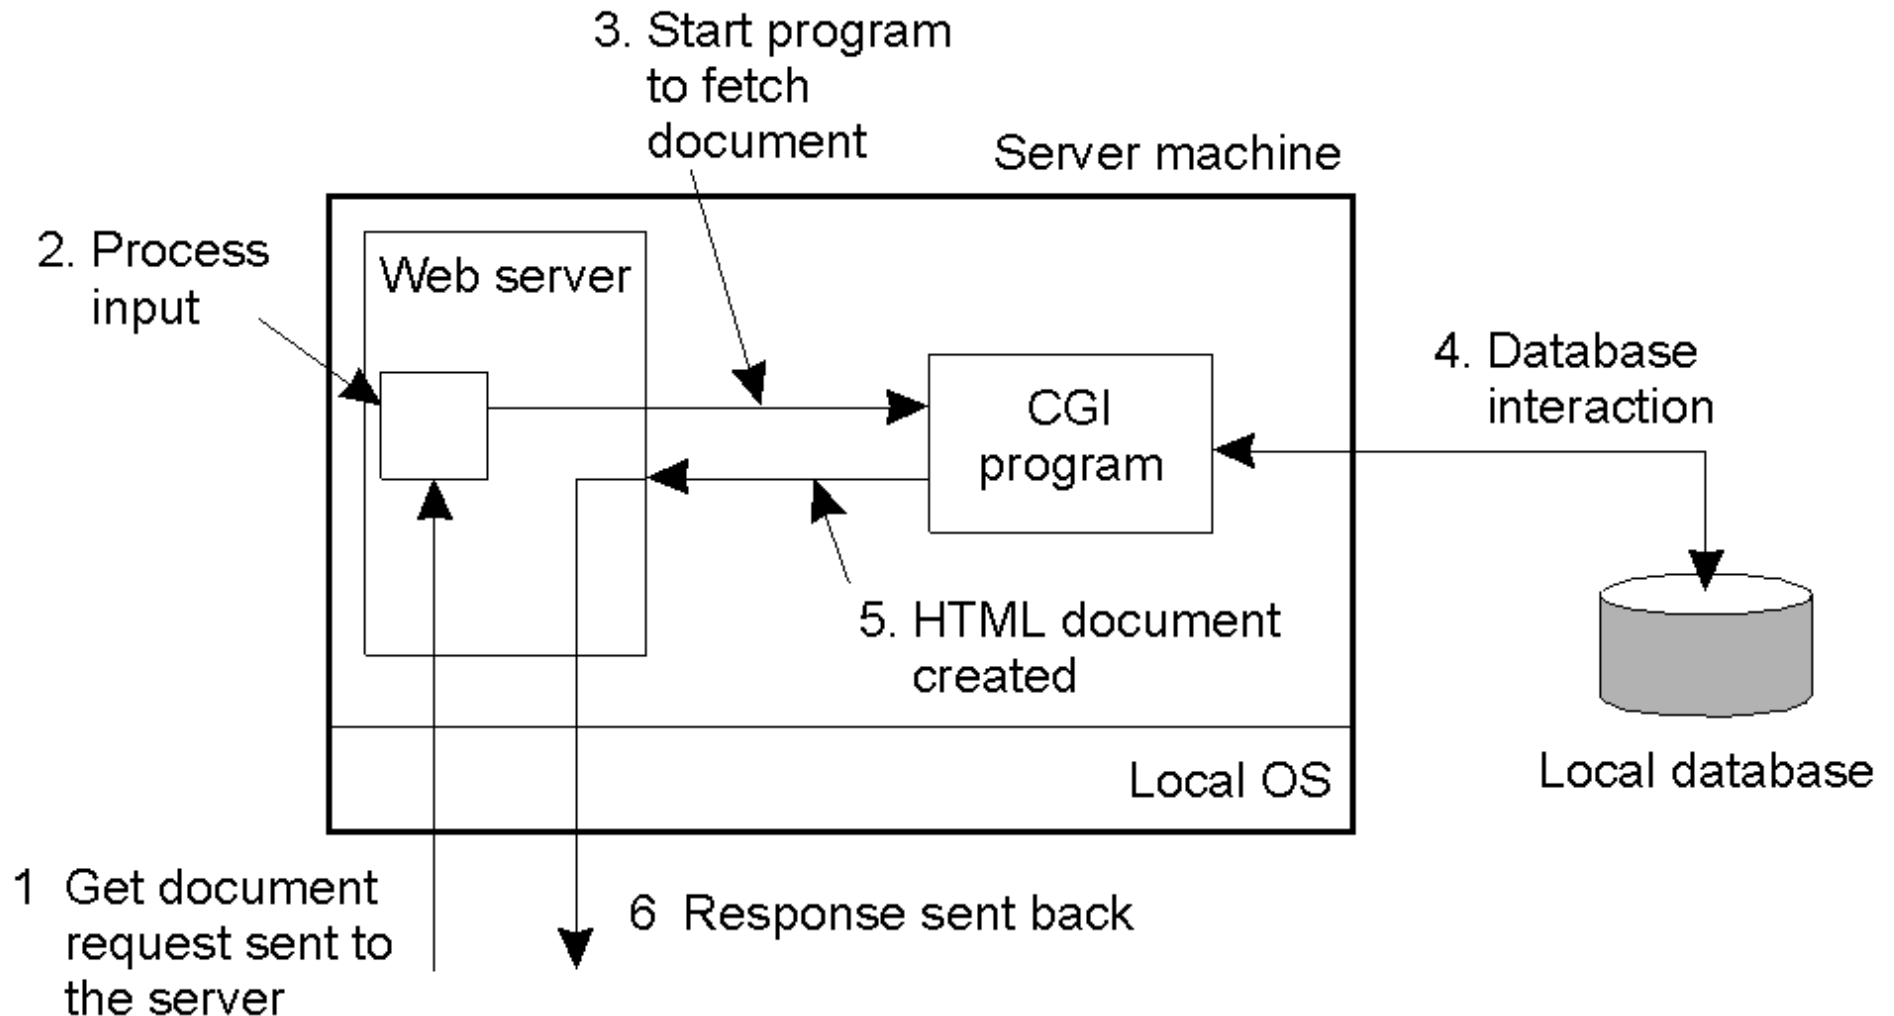 3. Start program
to fetch
document
Server machine
2. Process
input
Web server
4. Database
interaction
CGI
program
5. HTML document
created
Local OS
Local database
1 Get document
request sent to
the server
6 Response sent back